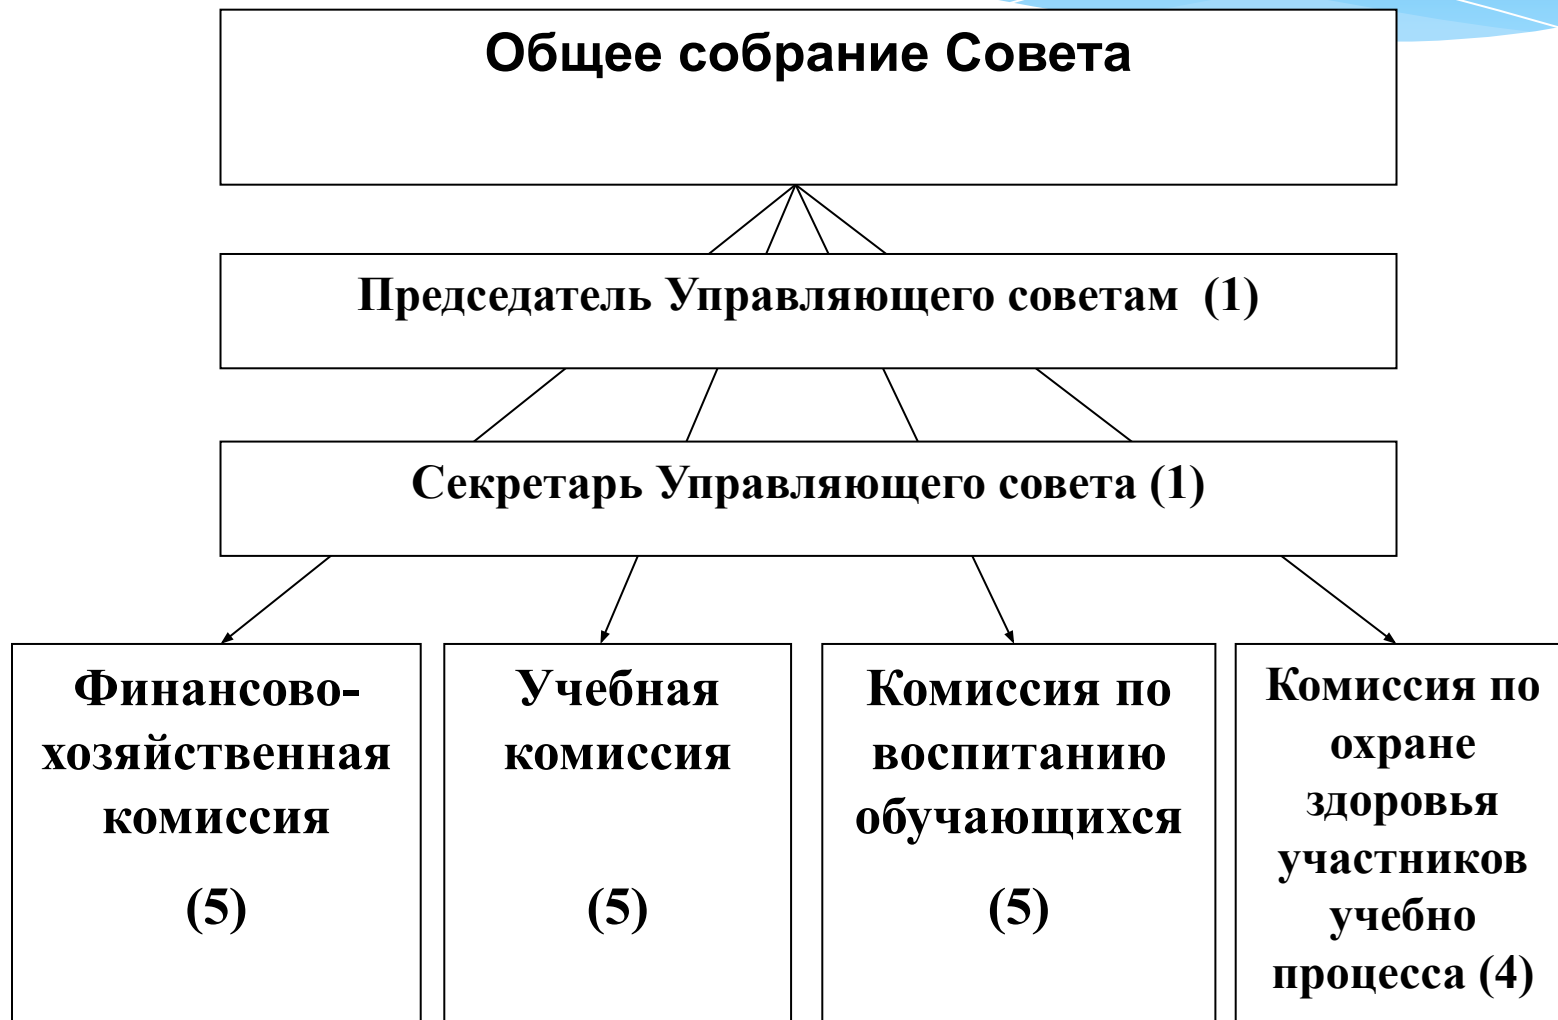 Общее собрание Совета
Председатель Управляющего советам (1)
Секретарь Управляющего совета (1)
Финансово-
хозяйственная
комиссия
(5)
Учебная
комиссия
(5)
Комиссия по
воспитанию
обучающихся
(5)
Комиссия по
охране
здоровья
участников
учебно
процесса (4)